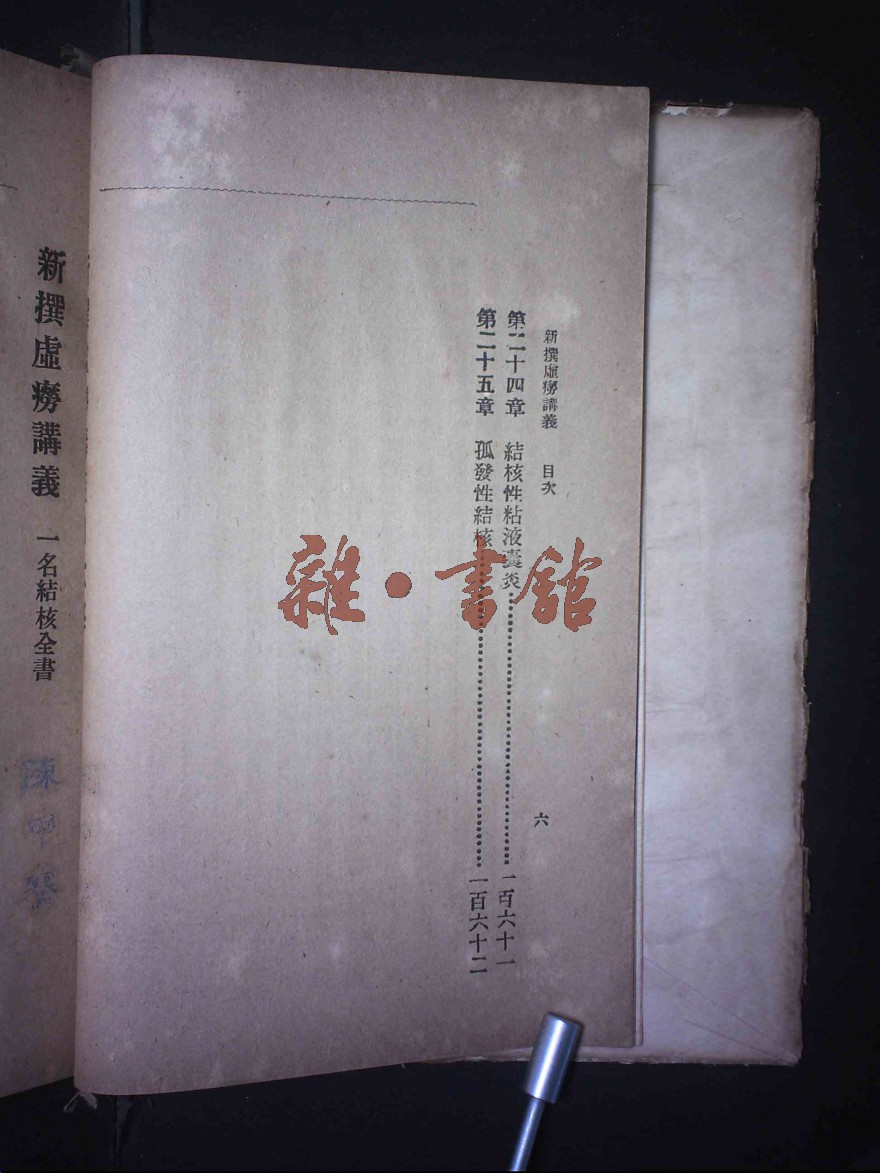 新撰虛癆講義　目次　六
第二十四章　結核性粘液囊炎…………一百六十一
第二十五章　孤發性結核…………一百六十二
新撰虛癆講義　一名結核全書
雜·書館